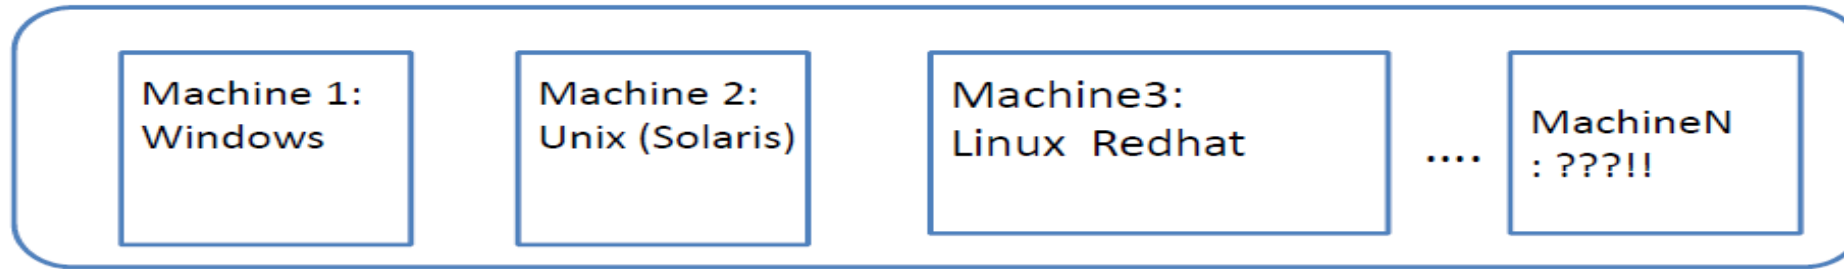 Machine 1:
Windows
Machine 2:
Unix (Solaris)
Machine3:
Linux  Redhat
....
MachineN
: ???!!